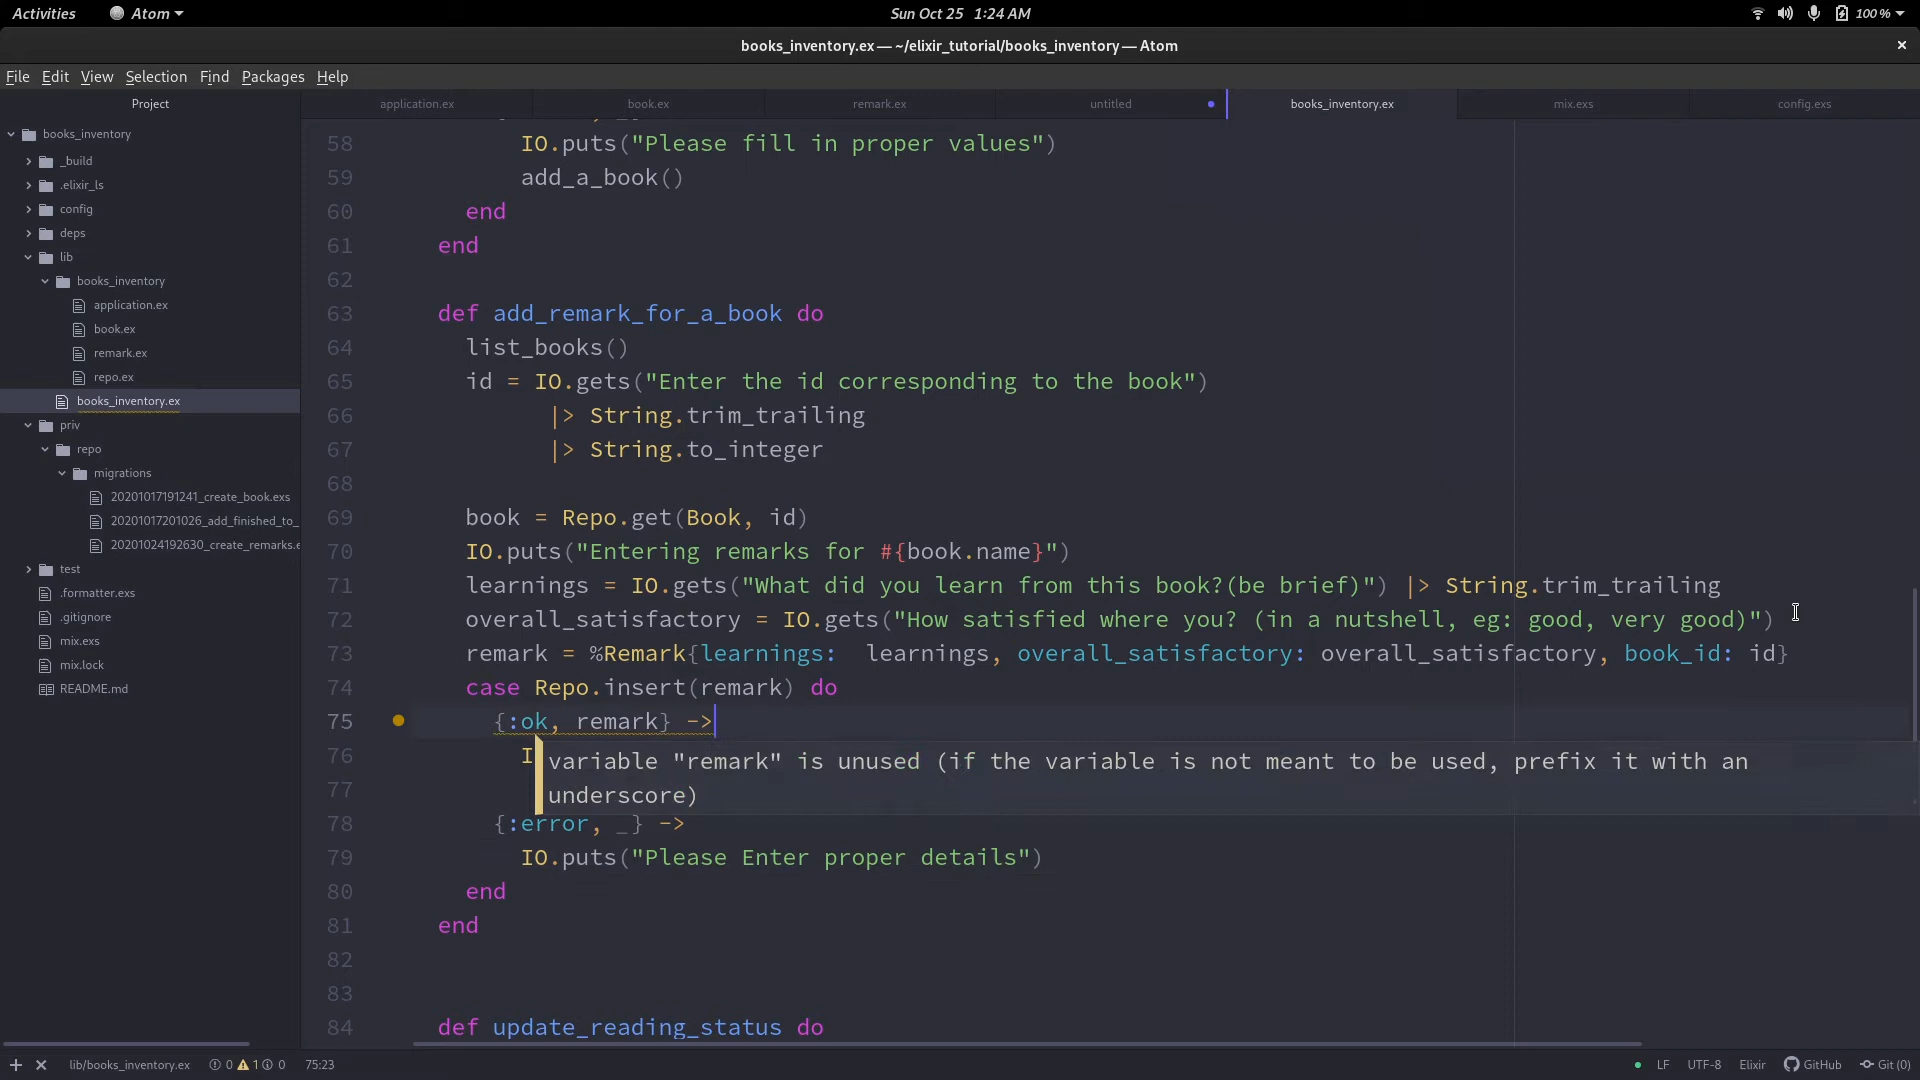 Activities Atom Sun Oct 25 1:24 AM 100 %
books_inventory.ex — ~/elixir_tutorial/books_inventory — Atom
File Edit View Selection Find Packages Help
Project application.ex book.ex remark.ex untitled books_inventory.ex mix.exs config.exs
books_inventory
_build
.elixir_ls
config
deps
lib
books_inventory
application.ex
book.ex
remark.ex
repo.ex
books_inventory.ex
priv
repo
migrations
20201017191241_create_book.exs
20201017201026_add_finished_to_
20201024192630_create_remarks.e
test
.formatter.exs
.gitignore
mix.exs
mix.lock
README.md
58 IO.puts("Please fill in proper values")
59 add_a_book()
60 end
61 end
62
63 def add_remark_for_a_book do
64 list_books()
65 id = IO.gets("Enter the id corresponding to the book")
66 |> String.trim_trailing
67 |> String.to_integer
68
69 book = Repo.get(Book, id)
70 IO.puts("Entering remarks for #{book.name}")
71 learnings = IO.gets("What did you learn from this book?(be brief)") |> String.trim_trailing
72 overall_satisfactory = IO.gets("How satisfied where you? (in a nutshell, eg: good, very good)")
73 remark = %Remark{learnings:  learnings, overall_satisfactory: overall_satisfactory, book_id: id}
74 case Repo.insert(remark) do
75 {:ok, remark} ->
76 I
variable "remark" is unused (if the variable is not meant to be used, prefix it with an
77 underscore)
78 {:error, _} ->
79 IO.puts("Please Enter proper details")
80 end
81 end
82
83
84 def update_reading_status do
lib/books_inventory.ex 0 1 0 75:23 LF UTF-8 Elixir GitHub Git (0)